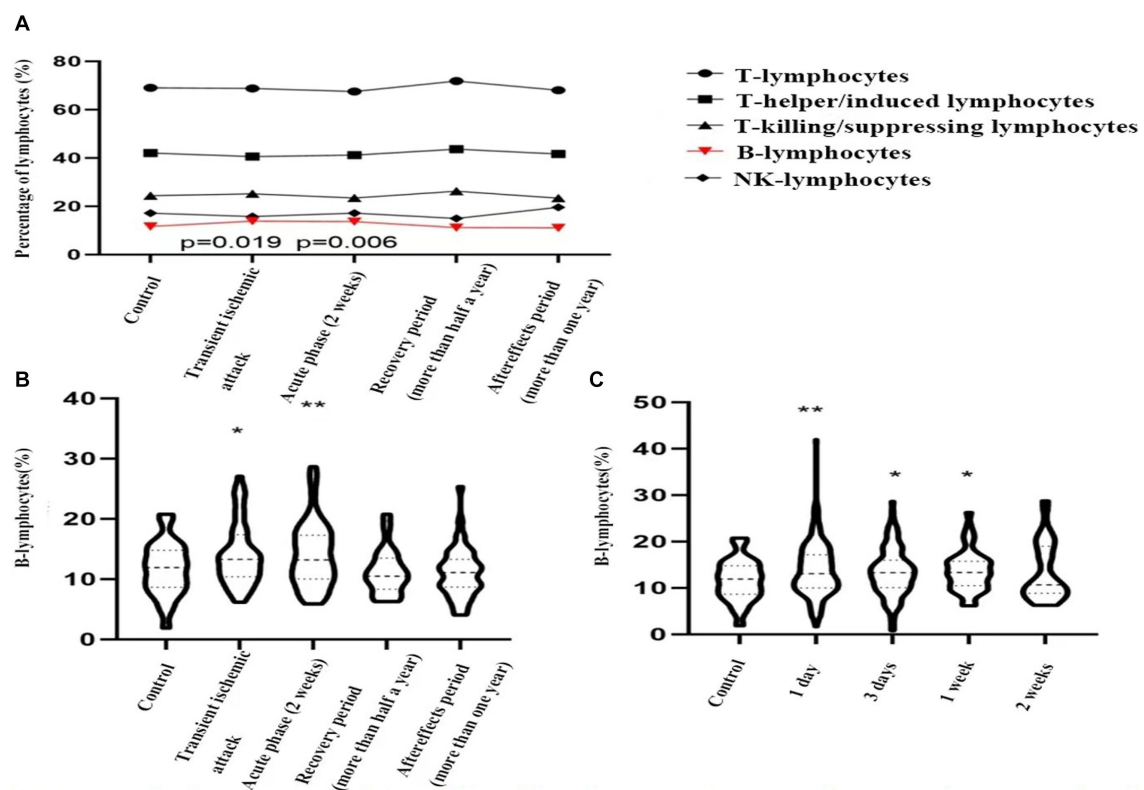 A
Percentage of lymphocytes (%)
80
60
40
20
0
p=0.019 p=0.006
Control
Transient ischemic
attack
Acute phase (2 weeks)
Recovery period
(more than half a year)
Aftereffects period
(more than one year)
T-lymphocytes
T-helper/induced lymphocytes
T-killing/suppressing lymphocytes
B-lymphocytes
NK-lymphocytes
B
B-lymphocytes(%)
40
30
20
10
0
*
**
Control
Transient ischemic
attack
Acute phase (2 weeks)
Recovery period
(more than half a year)
Aftereffects period
(more than one year)
C
B-lymphocytes(%)
50
40
30
20
10
0
**
*
*
Control
1 day
3 days
1 week
2 weeks